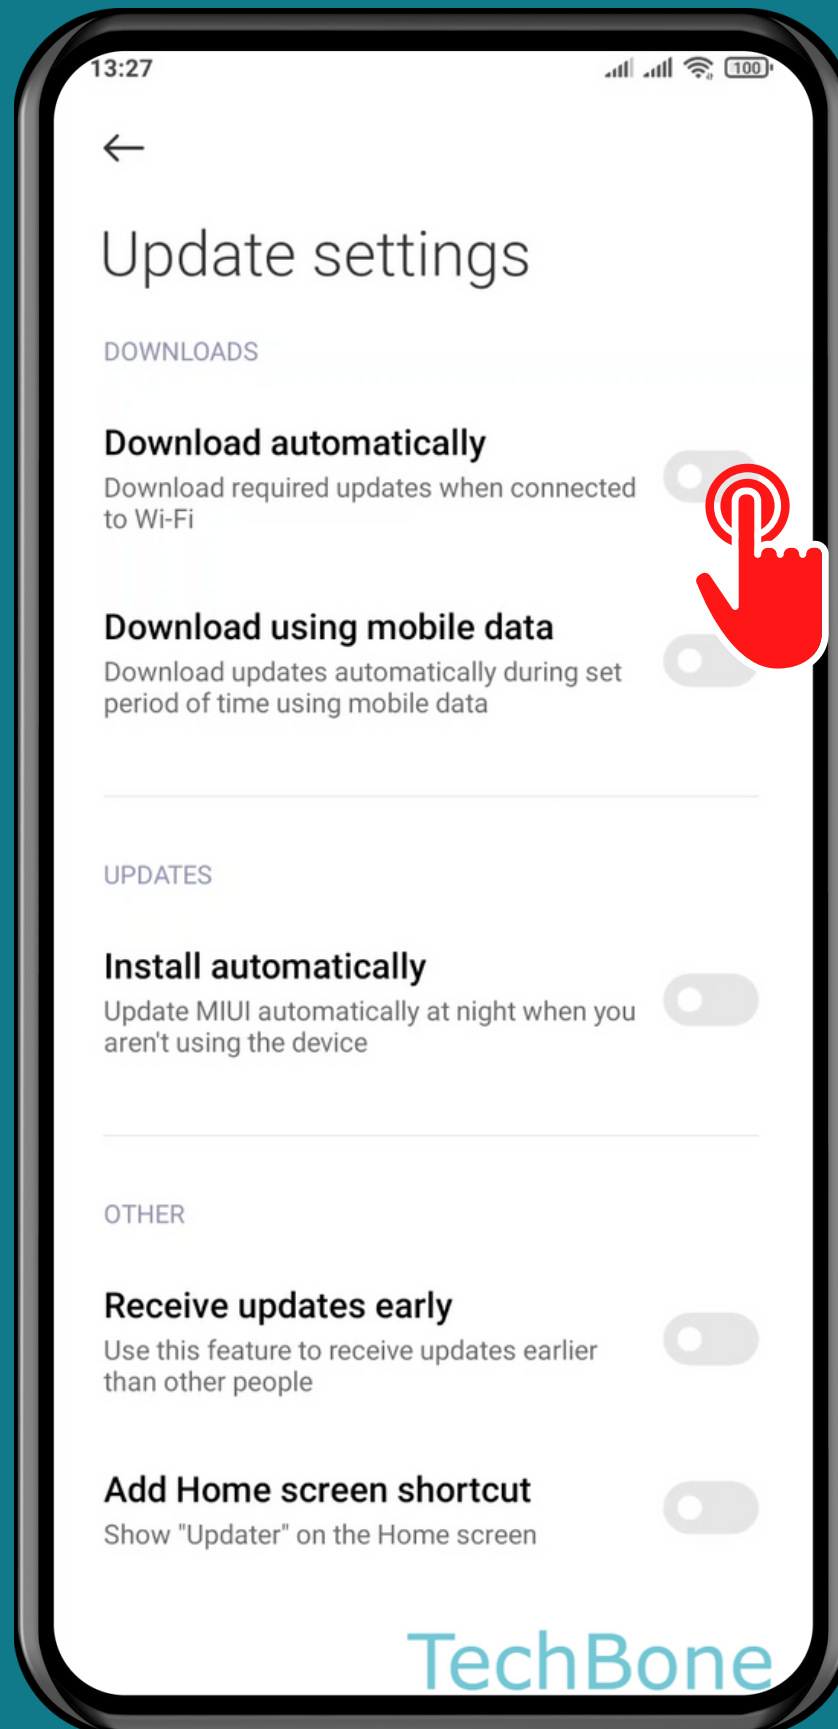 13:27
100
Update settings
DOWNLOADS
Download automatically
Download required updates when connected
to Wi-Fi
Download using mobile data
Download updates automatically during set
period of time using mobile data
UPDATES
Install automatically
Update MIUI automatically at night when you
aren't using the device
OTHER
Receive updates early
Use this feature to receive updates earlier
than other people
Add Home screen shortcut
Show "Updater" on the Home screen
TechBone